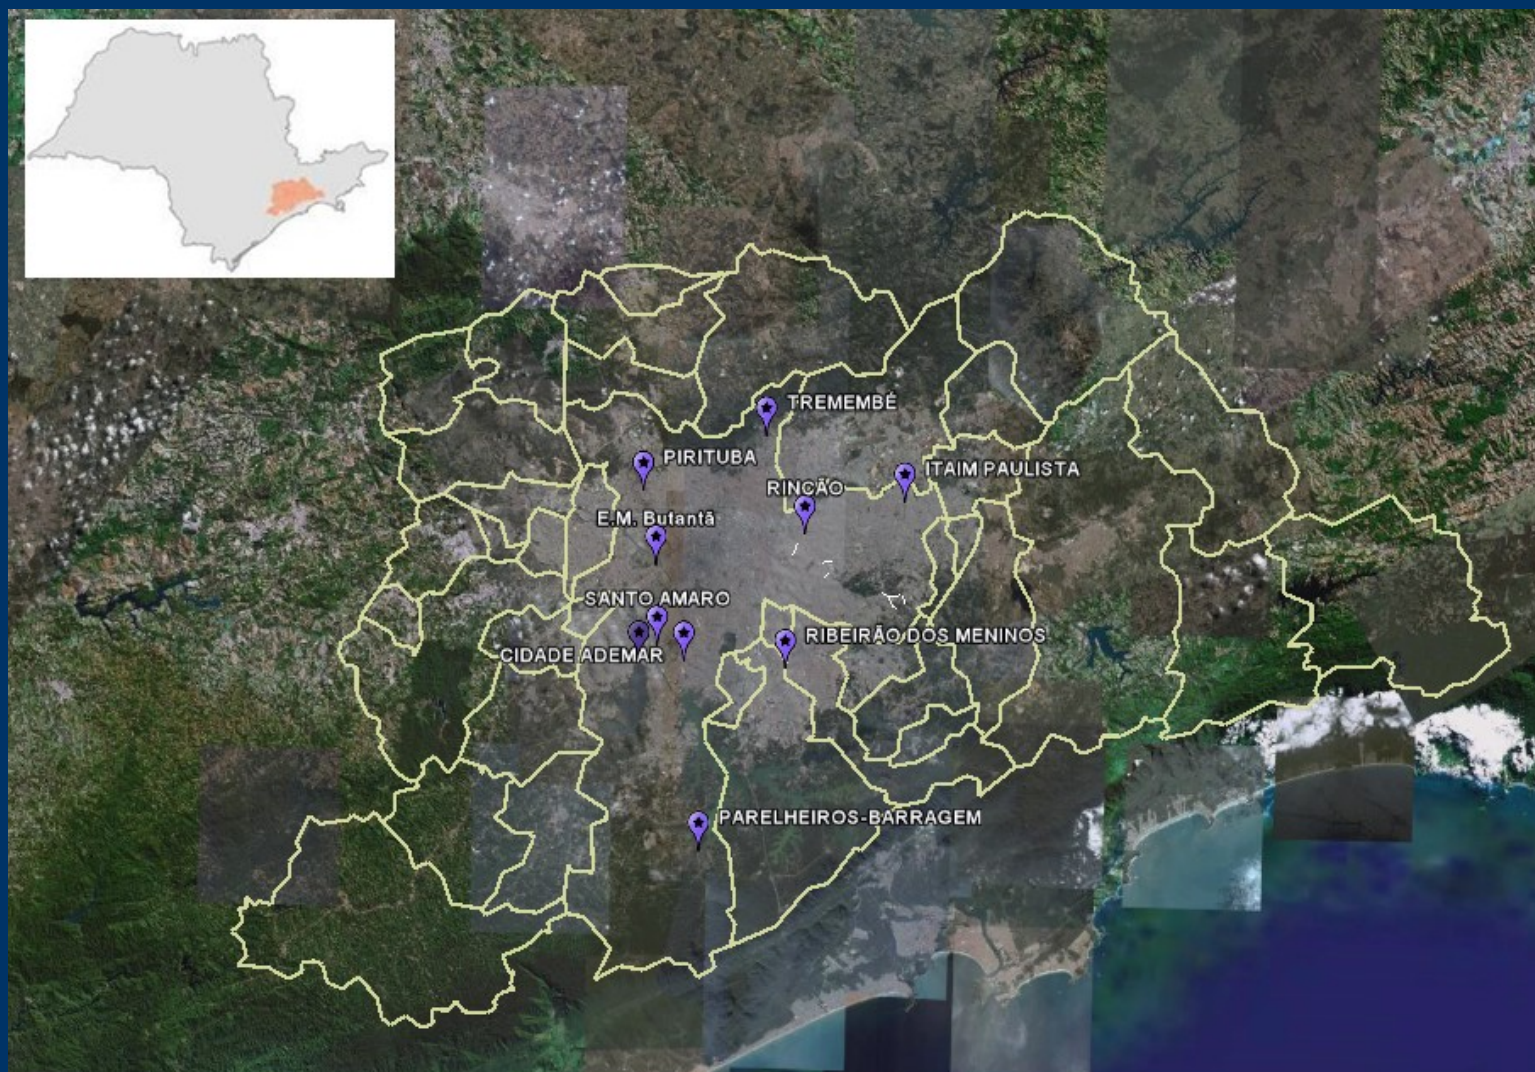 TREMEMBÉ
PIRITUBA
ITAIM PAULISTA
RINCÃO
E.M. Butantã
SANTO AMARO
RIBEIRÃO DOS MENINOS
CIDADE ADEMAR
PARELHEIROS-BARRAGEM